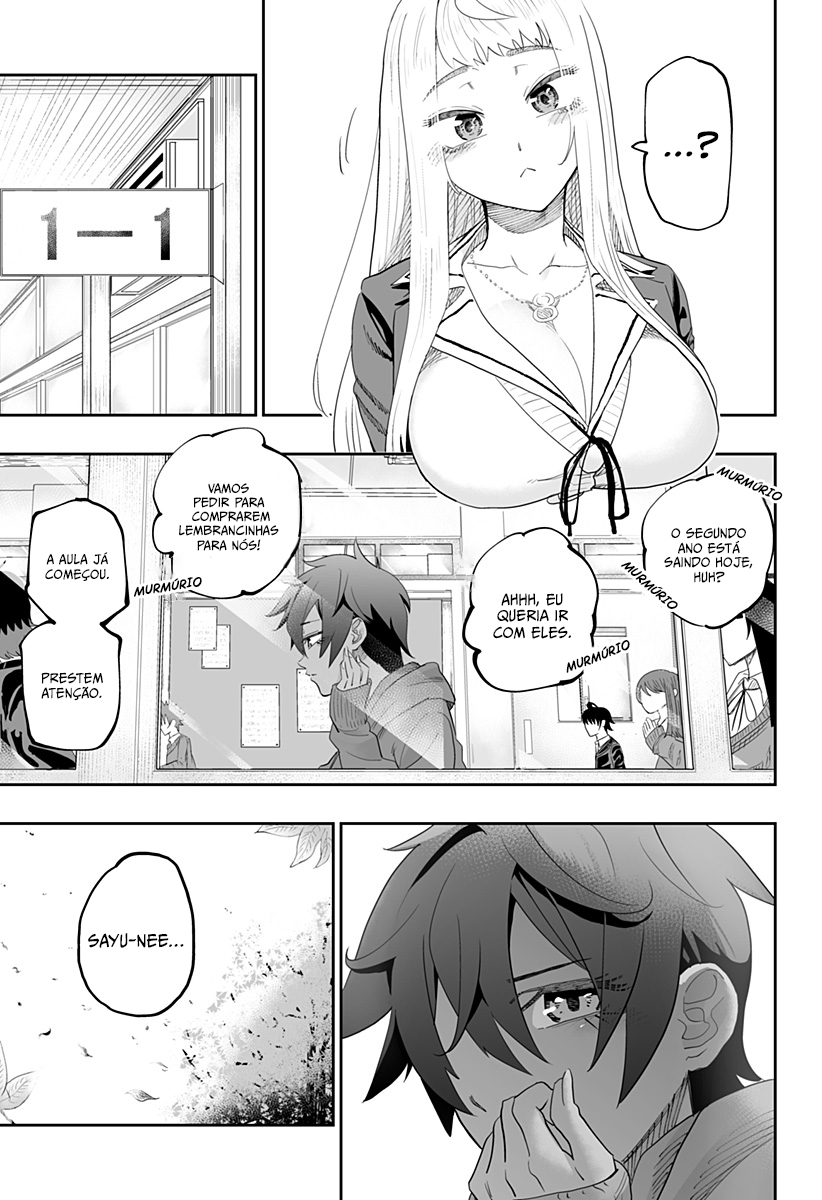 ...?
1-1
O SEGUNDO
ANO ESTÁ
SAINDO HOJE,
HUH?
MURMÚRIO
MURMÚRIO
AHHH, EU
QUERIA IR
COM ELES.
MURMÚRIO
VAMOS
PEDIR PARA
COMPRAREM
LEMBRANCINHAS
PARA NÓS!
MURMÚRIO
A AULA JÁ
COMEÇOU.
PRESTEM
ATENÇÃO.
SAYU-NEE...